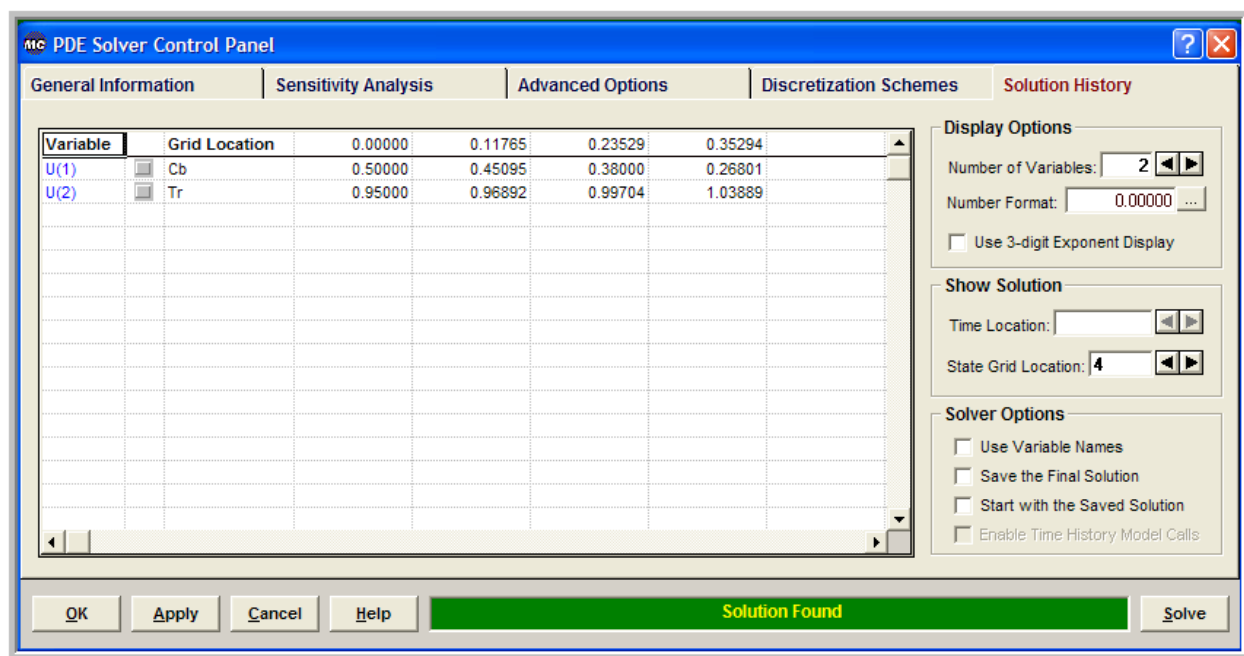 MC PDE Solver Control Panel
General Information Sensitivity Analysis Advanced Options Discretization Schemes Solution History
Variable Grid Location 0.00000 0.11765 0.23529 0.35294
U(1) Cb 0.50000 0.45095 0.38000 0.26801
U(2) Tr 0.95000 0.96892 0.99704 1.03889
Display Options
Number of Variables: 2
Number Format: 0.00000 ...
Use 3-digit Exponent Display
Show Solution
Time Location:
State Grid Location: 4
Solver Options
Use Variable Names
Save the Final Solution
Start with the Saved Solution
Enable Time History Model Calls
OK Apply Cancel Help Solution Found Solve